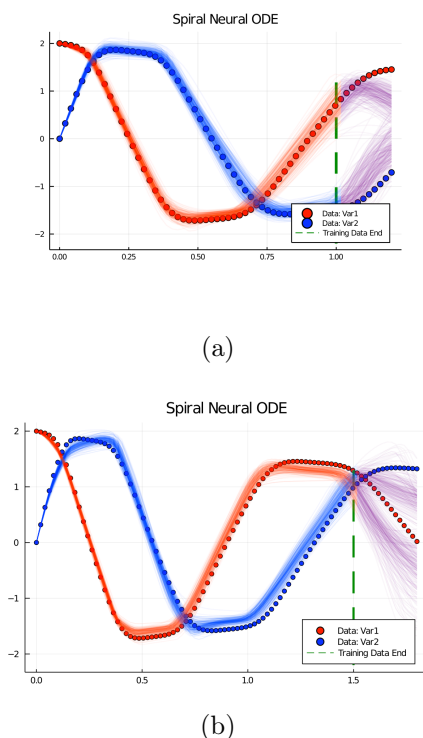 Spiral Neural ODE
2
1
0
−1
−2
Data: Var1
Data: Var2
Training Data End
0.00 0.25 0.50 0.75 1.00
(a)
Spiral Neural ODE
2
1
0
−1
−2
Data: Var1
Data: Var2
Training Data End
0.0 0.5 1.0 1.5
(b)